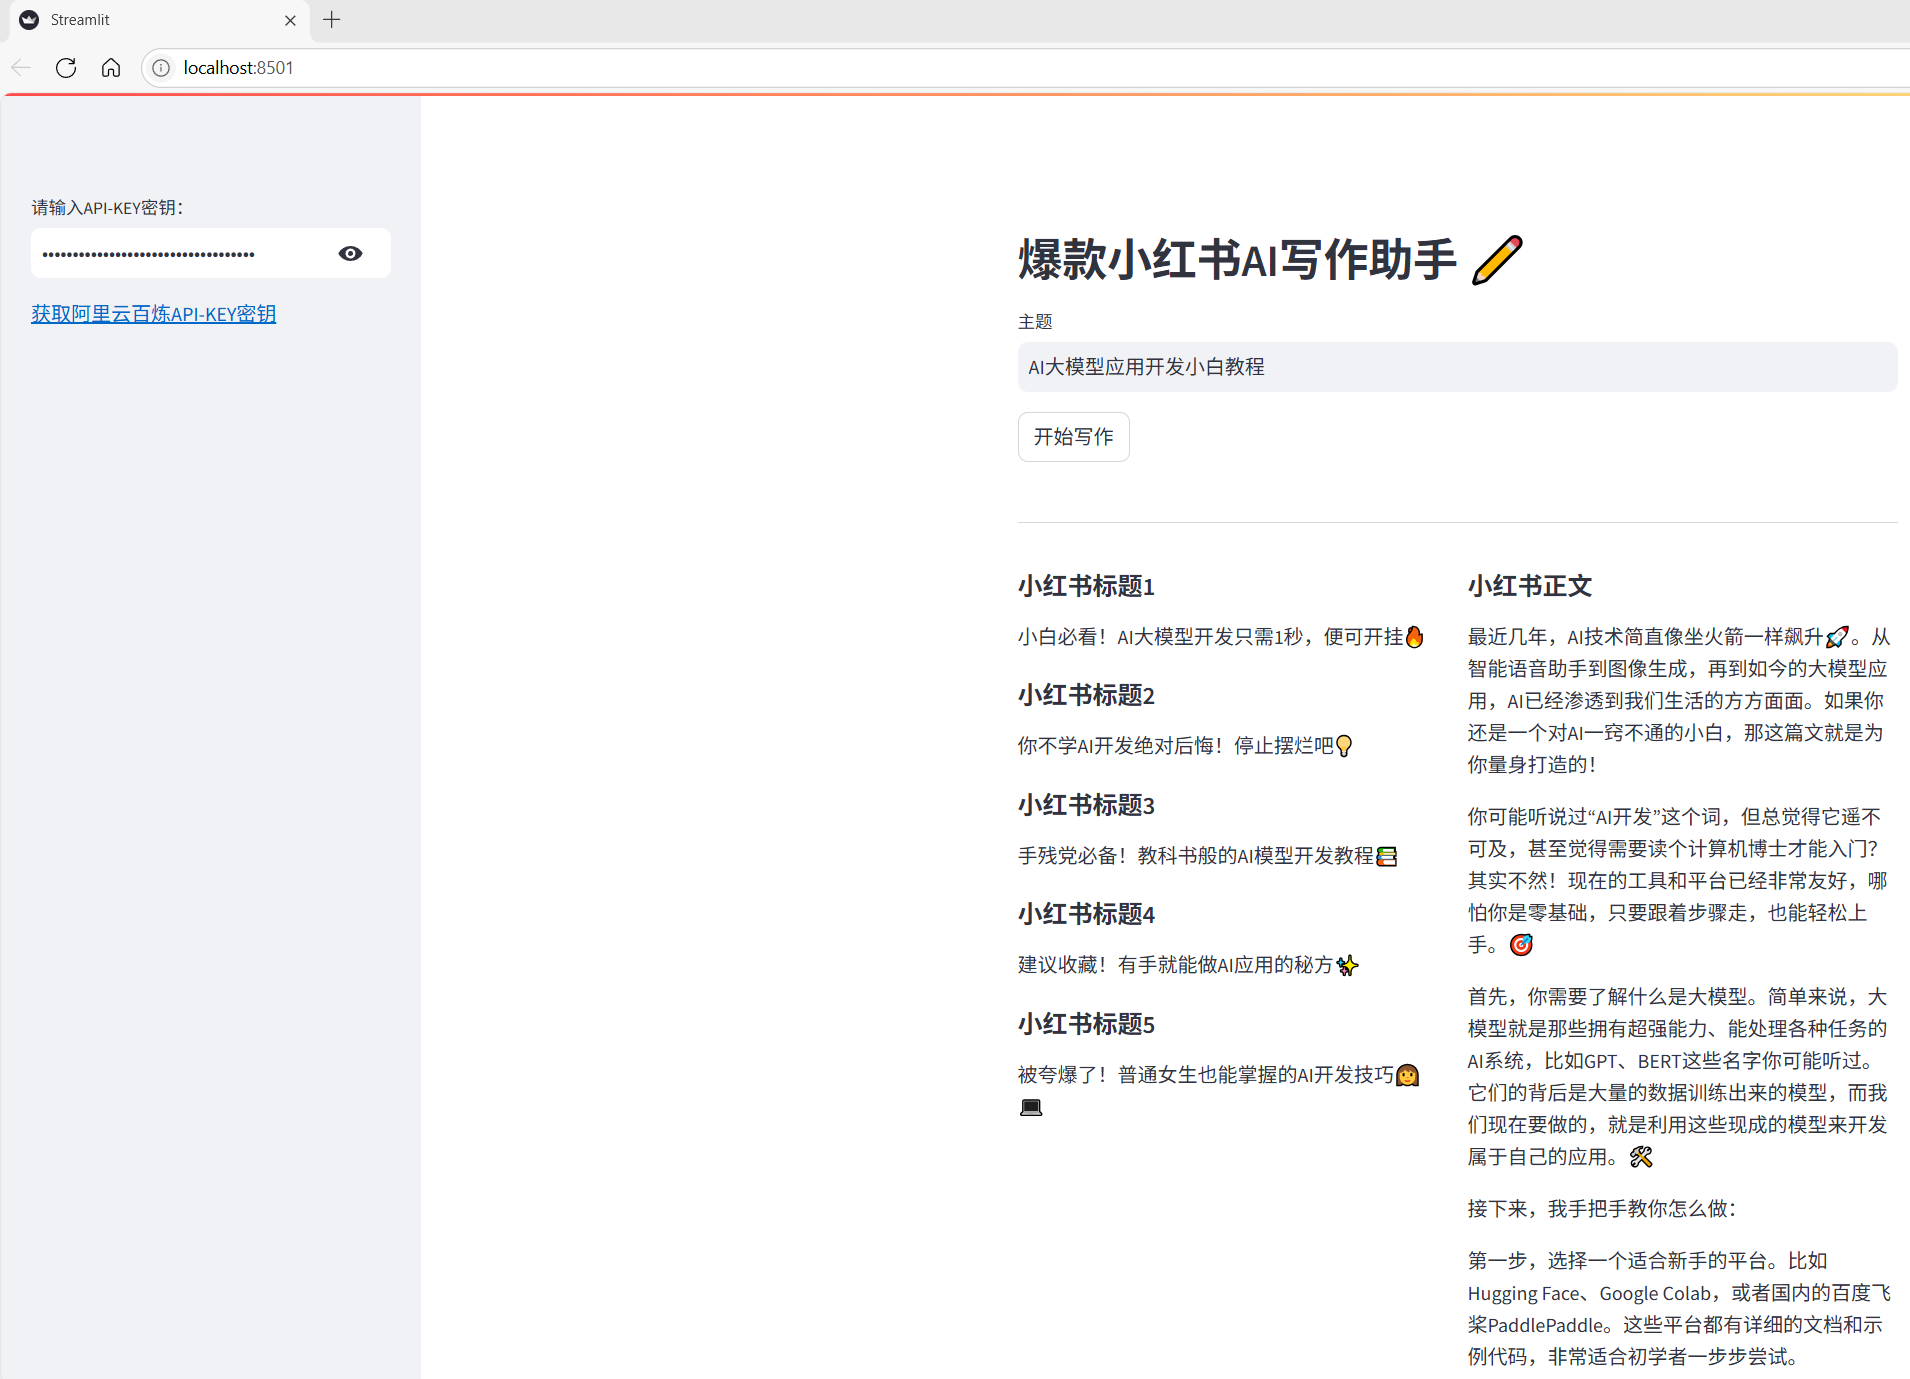 Streamlit
localhost:8501
请输入API-KEY密钥：
获取阿里云百炼API-KEY密钥
爆款小红书AI写作助手 ✏️
主题
AI大模型应用开发小白教程
开始写作
小红书标题1
小白必看！AI大模型开发只需1秒，便可开挂🔥
小红书标题2
你不学AI开发绝对后悔！停止摆烂吧💡
小红书标题3
手残党必备！教科书般的AI模型开发教程📚
小红书标题4
建议收藏！有手就能做AI应用的秘方✨
小红书标题5
被夸爆了！普通女生也能掌握的AI开发技巧👩
💻
小红书正文
最近几年，AI技术简直像坐火箭一样飙升🚀。从
智能语音助手到图像生成，再到如今的大模型应
用，AI已经渗透到我们生活的方方面面。如果你
还是一个对AI一窍不通的小白，那这篇文就是为
你量身打造的！
你可能听说过“AI开发”这个词，但总觉得它遥不
可及，甚至觉得需要读个计算机博士才能入门？
其实不然！现在的工具和平台已经非常友好，哪
怕你是零基础，只要跟着步骤走，也能轻松上
手。🎯
首先，你需要了解什么是大模型。简单来说，大
模型就是那些拥有超强能力、能处理各种任务的
AI系统，比如GPT、BERT这些名字你可能听过。
它们的背后是大量的数据训练出来的模型，而我
们现在要做的，就是利用这些现成的模型来开发
属于自己的应用。🛠️
接下来，我手把手教你怎么做：
第一步，选择一个适合新手的平台。比如
Hugging Face、Google Colab，或者国内的百度飞
桨PaddlePaddle。这些平台都有详细的文档和示
例代码，非常适合初学者一步步尝试。